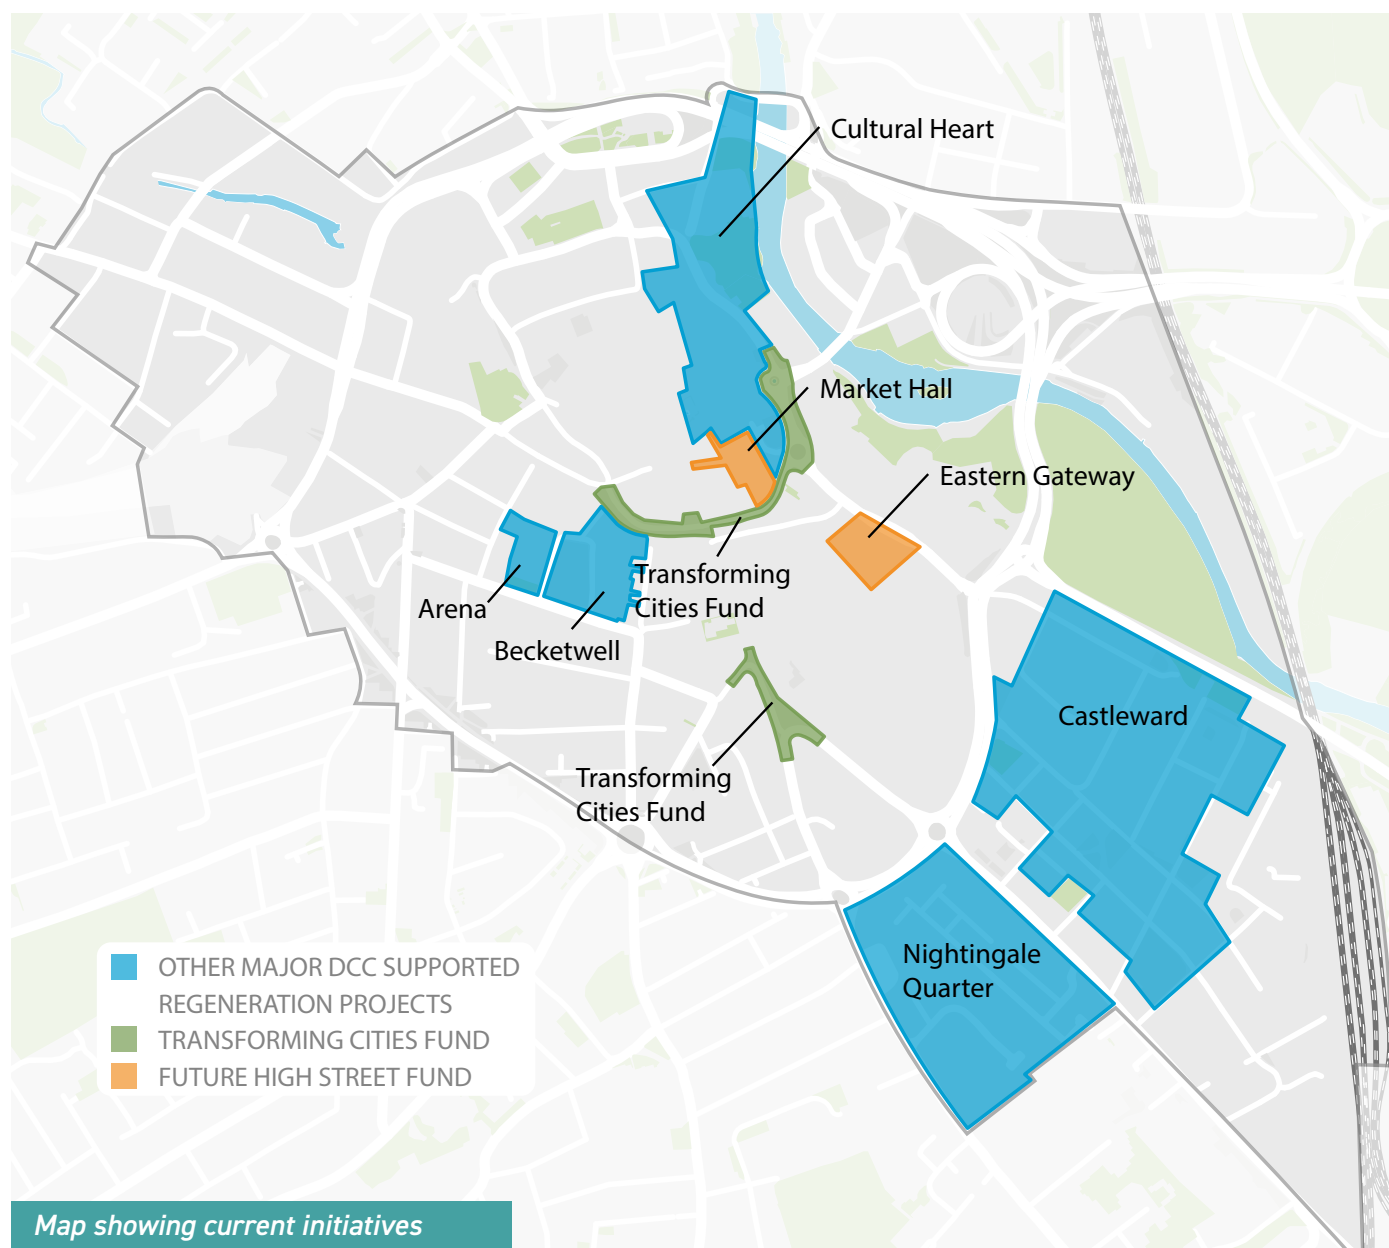 Cultural Heart
Market Hall
Eastern Gateway
Transforming
Cities Fund
Arena
Becketwell
Castleward
Transforming
Cities Fund
Nightingale
Quarter
OTHER MAJOR DCC SUPPORTED
REGENERATION PROJECTS
TRANSFORMING CITIES FUND
FUTURE HIGH STREET FUND
Map showing current initiatives